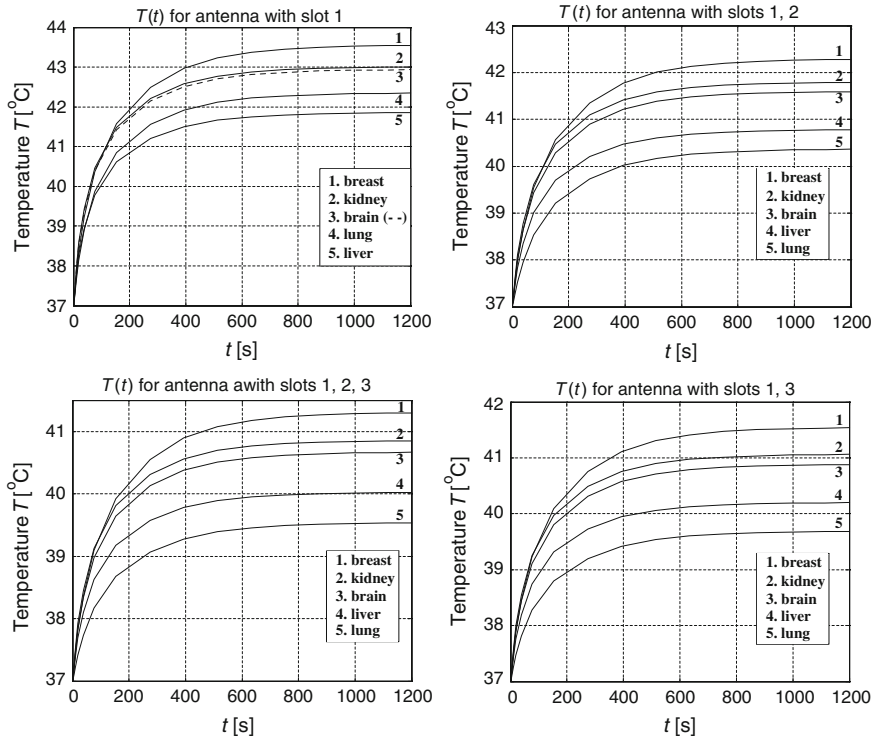 T(t) for antenna with slot 1
Temperature T [°C]
44
43
42
41
40
39
38
37
0 200 400 600 800 1000 1200
t [s]
1
2
3
4
5
1. breast
2. kidney
3. brain (- -)
4. lung
5. liver
T(t) for antenna with slots 1, 2
Temperature T [°C]
43
42
41
40
39
38
37
0 200 400 600 800 1000 1200
t [s]
1
2
3
4
5
1. breast
2. kidney
3. brain
4. liver
5. lung
T(t) for antenna awith slots 1, 2, 3
Temperature T [°C]
41
40
39
38
37
0 200 400 600 800 1000 1200
t [s]
1
2
3
4
5
1. breast
2. kidney
3. brain
4. liver
5. lung
T(t) for antenna with slots 1, 3
Temperature T [°C]
42
41
40
39
38
37
0 200 400 600 800 1000 1200
t [s]
1
2
3
4
5
1. breast
2. kidney
3. brain
4. liver
5. lung